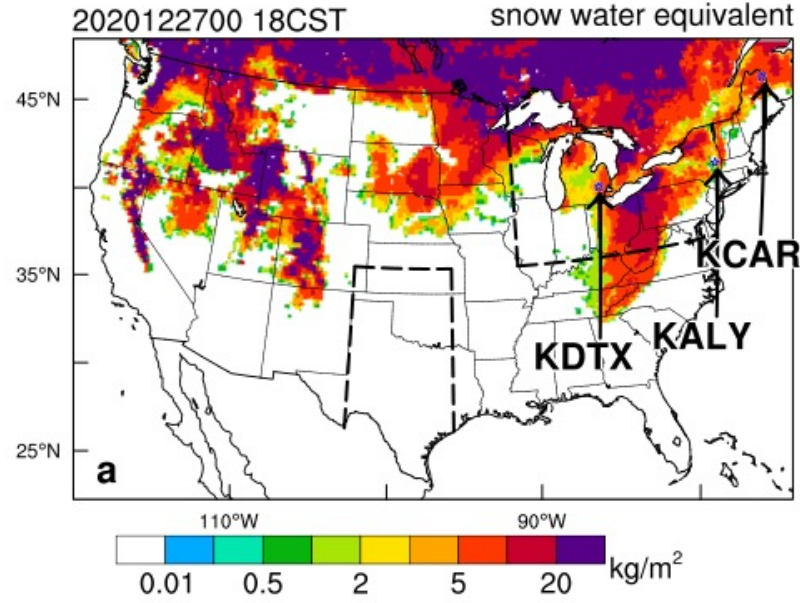 2020122700 18CST
snow water equivalent
45°N
35°N
25°N
KCAR
KALY
KDTX
a
110°W
90°W
0.01
0.5
2
5
20
kg/m²